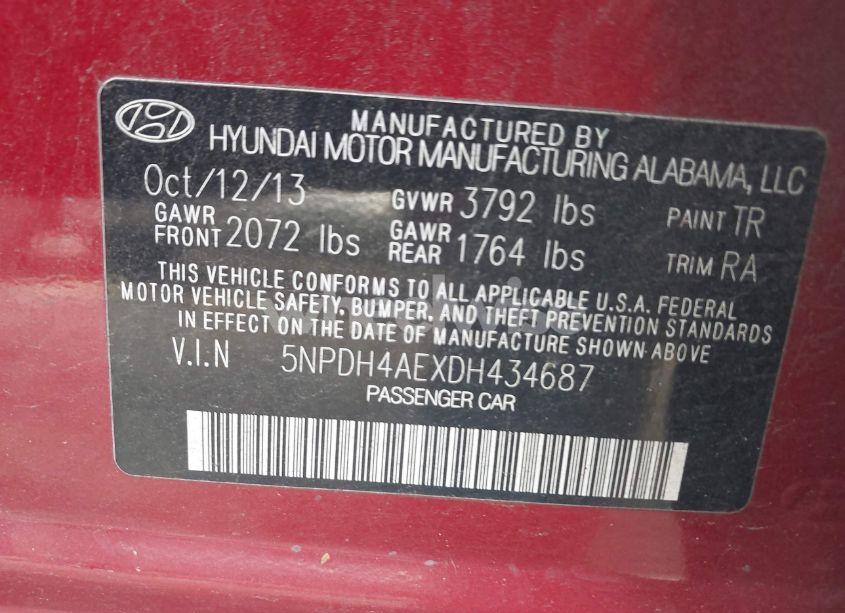 MANUFACTURED BY
HYUNDAI MOTOR MANUFACTURING ALABAMA, LLC
Oct/12/13 GVWR 3792 lbs PAINT TR
GAWR FRONT 2072 lbs GAWR REAR 1764 lbs TRIM RA
THIS VEHICLE CONFORMS TO ALL APPLICABLE U.S.A. FEDERAL
MOTOR VEHICLE SAFETY, BUMPER, AND THEFT PREVENTION STANDARDS
IN EFFECT ON THE DATE OF MANUFACTURE SHOWN ABOVE
V.I.N 5NPDH4AEXDH434687
PASSENGER CAR